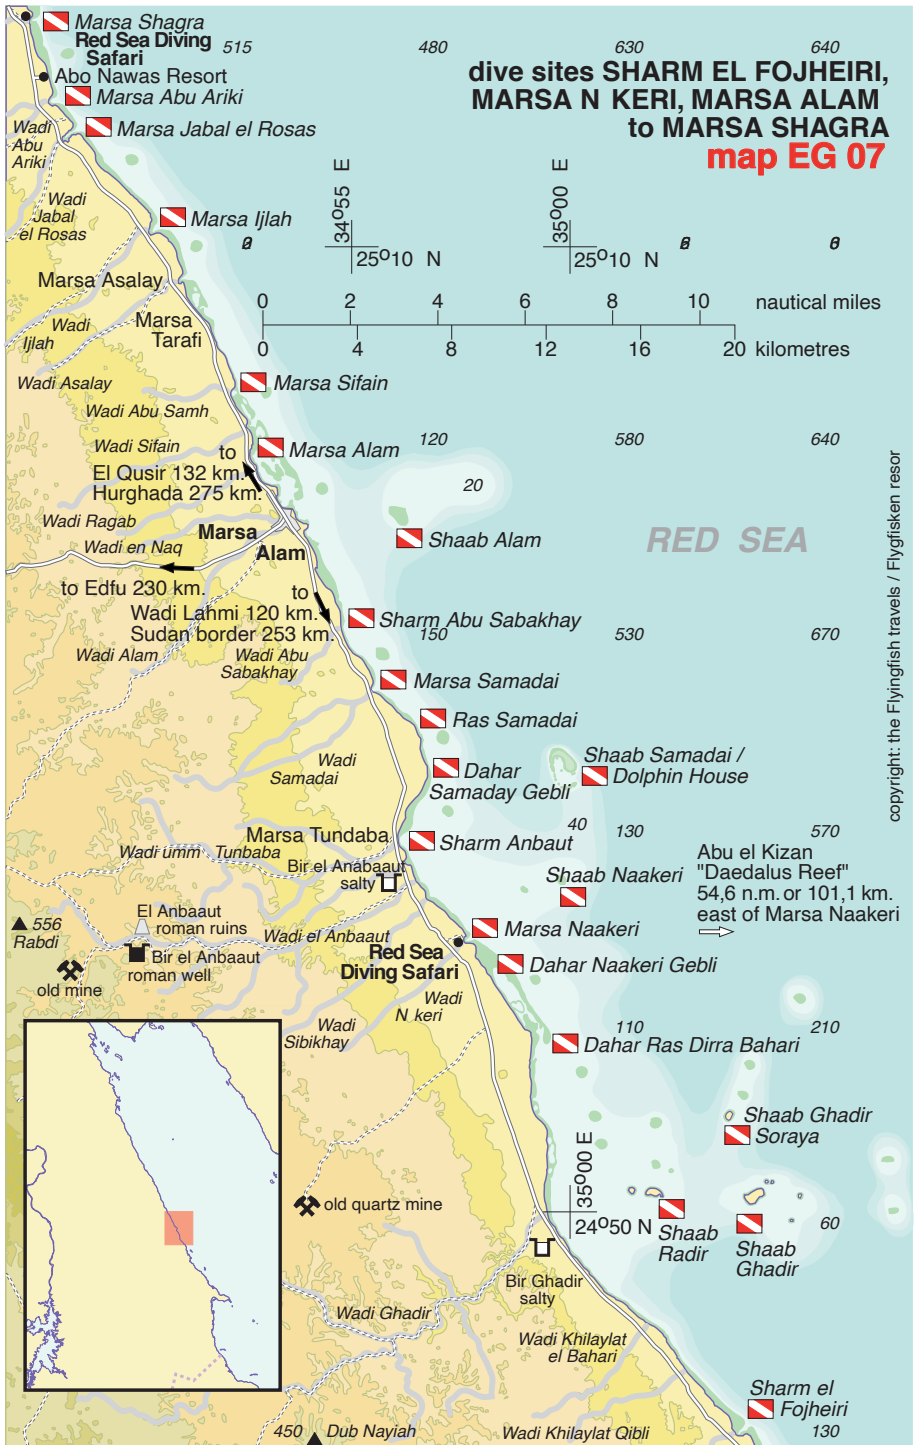 Marsa Shagra
Red Sea Diving
Safari
515
480
630
640
Abo Nawas Resort
dive sites SHARM EL FOJHEIRI,
MARSA N KERI, MARSA ALAM
to MARSA SHAGRA
map EG 07
Marsa Abu Ariki
Wadi
Abu
Ariki
Marsa Jabal el Rosas
34°55 E
35°00 E
Wadi
Jabal
el Rosas
Marsa Ijlah
25°10 N
25°10 N
Marsa Asalay
0 2 4 6 8 10 nautical miles
0 4 8 12 16 20 kilometres
Wadi
Ijlah
Marsa
Tarafi
Wadi Asalay
Marsa Sifain
Wadi Abu Samh
Wadi Sifain
to
El Qusir 132 km.
Hurghada 275 km.
Marsa Alam
120
580
640
20
Wadi Ragab
Marsa
Alam
Wadi en Naq
Shaab Alam
RED SEA
to Edfu 230 km.
to
Wadi Lahmi 120 km.
Sudan border 253 km.
Sharm Abu Sabakhay
150
530
670
Wadi Alam
Wadi Abu
Sabakhay
Marsa Samadai
Ras Samadai
copyright: the Flyingfish travels / Flygfisken resor
Wadi
Samadai
Dahar
Samaday Gebli
Shaab Samadai /
Dolphin House
Marsa Tundaba
Sharm Anbaut
40
130
570
Wadi umm Tunbaba
Bir el Anabaaut
salty
Shaab Naakeri
Abu el Kizan
"Daedalus Reef"
54,6 n.m. or 101,1 km.
east of Marsa Naakeri
556
Rabdi
El Anbaaut
roman ruins
Wadi el Anbaaut
Marsa Naakeri
Bir el Anbaaut
roman well
Red Sea
Diving Safari
Dahar Naakeri Gebli
old mine
Wadi
N keri
Wadi
Sibikhay
110
210
Dahar Ras Dirra Bahari
Shaab Ghadir
Soraya
35°00 E
24°50 N
old quartz mine
Shaab
Radir
Shaab
Ghadir
60
Bir Ghadir
salty
Wadi Ghadir
Wadi Khilaylat
el Bahari
Sharm el
Fojheiri
450
Dub Nayiah
Wadi Khilaylat Qibli
130